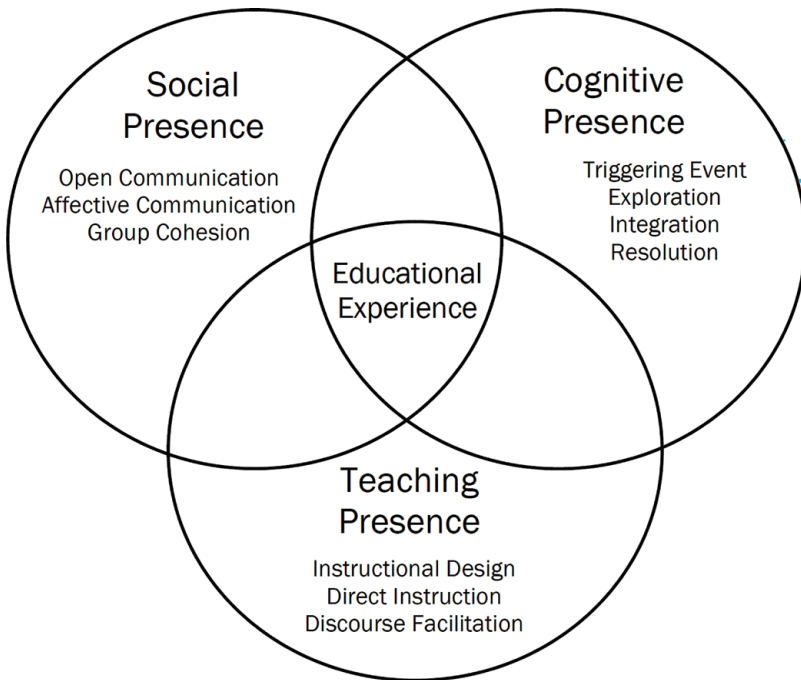 Social
Presence
Open Communication
Affective Communication
Group Cohesion
Cognitive
Presence
Triggering Event
Exploration
Integration
Resolution
Educational
Experience
Teaching
Presence
Instructional Design
Direct Instruction
Discourse Facilitation